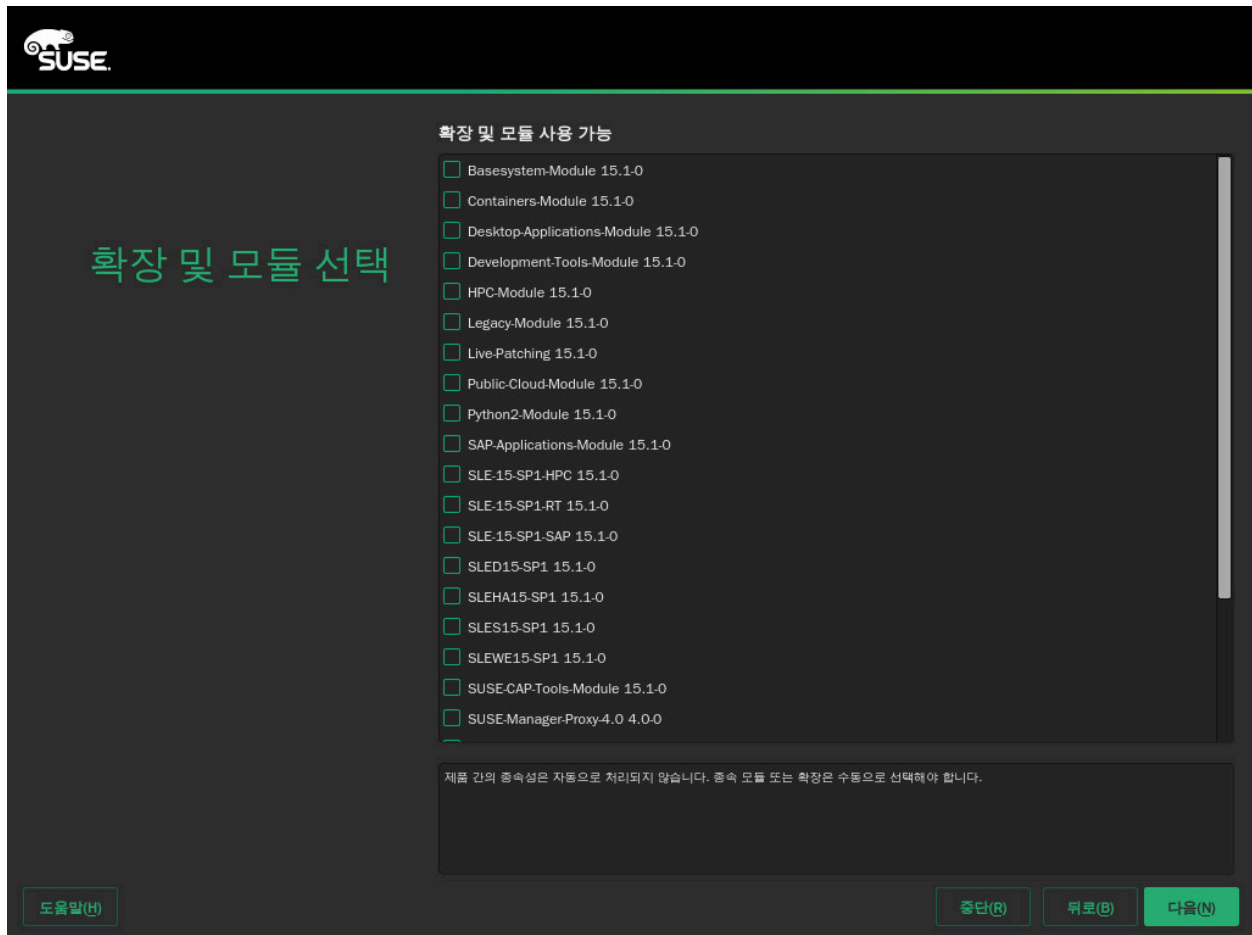 SUSE.
확장 및 모듈 선택
확장 및 모듈 사용 가능
Basesystem-Module 15.1-0
Containers-Module 15.1-0
Desktop-Applications-Module 15.1-0
Development-Tools-Module 15.1-0
HPC-Module 15.1-0
Legacy-Module 15.1-0
Live-Patching 15.1-0
Public-Cloud-Module 15.1-0
Python2-Module 15.1-0
SAP-Applications-Module 15.1-0
SLE-15-SP1-HPC 15.1-0
SLE-15-SP1-RT 15.1-0
SLE-15-SP1-SAP 15.1-0
SLED15-SP1 15.1-0
SLEHA15-SP1 15.1-0
SLES15-SP1 15.1-0
SLEWE15-SP1 15.1-0
SUSE-CAP-Tools-Module 15.1-0
SUSE-Manager-Proxy-4.0 4.0-0
제품 간의 종속성은 자동으로 처리되지 않습니다. 종속 모듈 또는 확장은 수동으로 선택해야 합니다.
도움말(H)
중단(R)
뒤로(B)
다음(N)